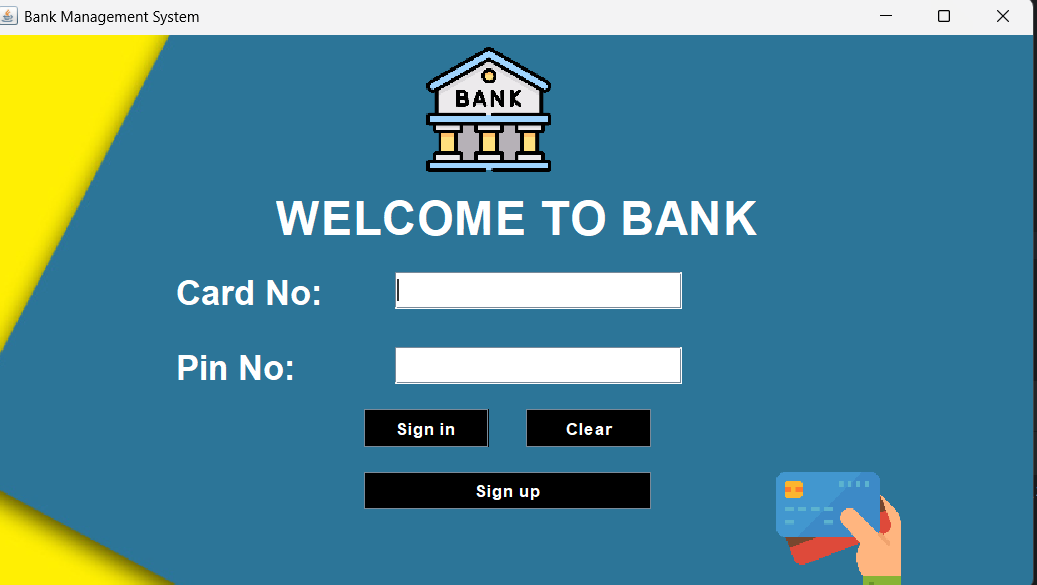 Bank Management System
BANK
WELCOME TO BANK
Card No:
Pin No:
Sign in Clear
Sign up